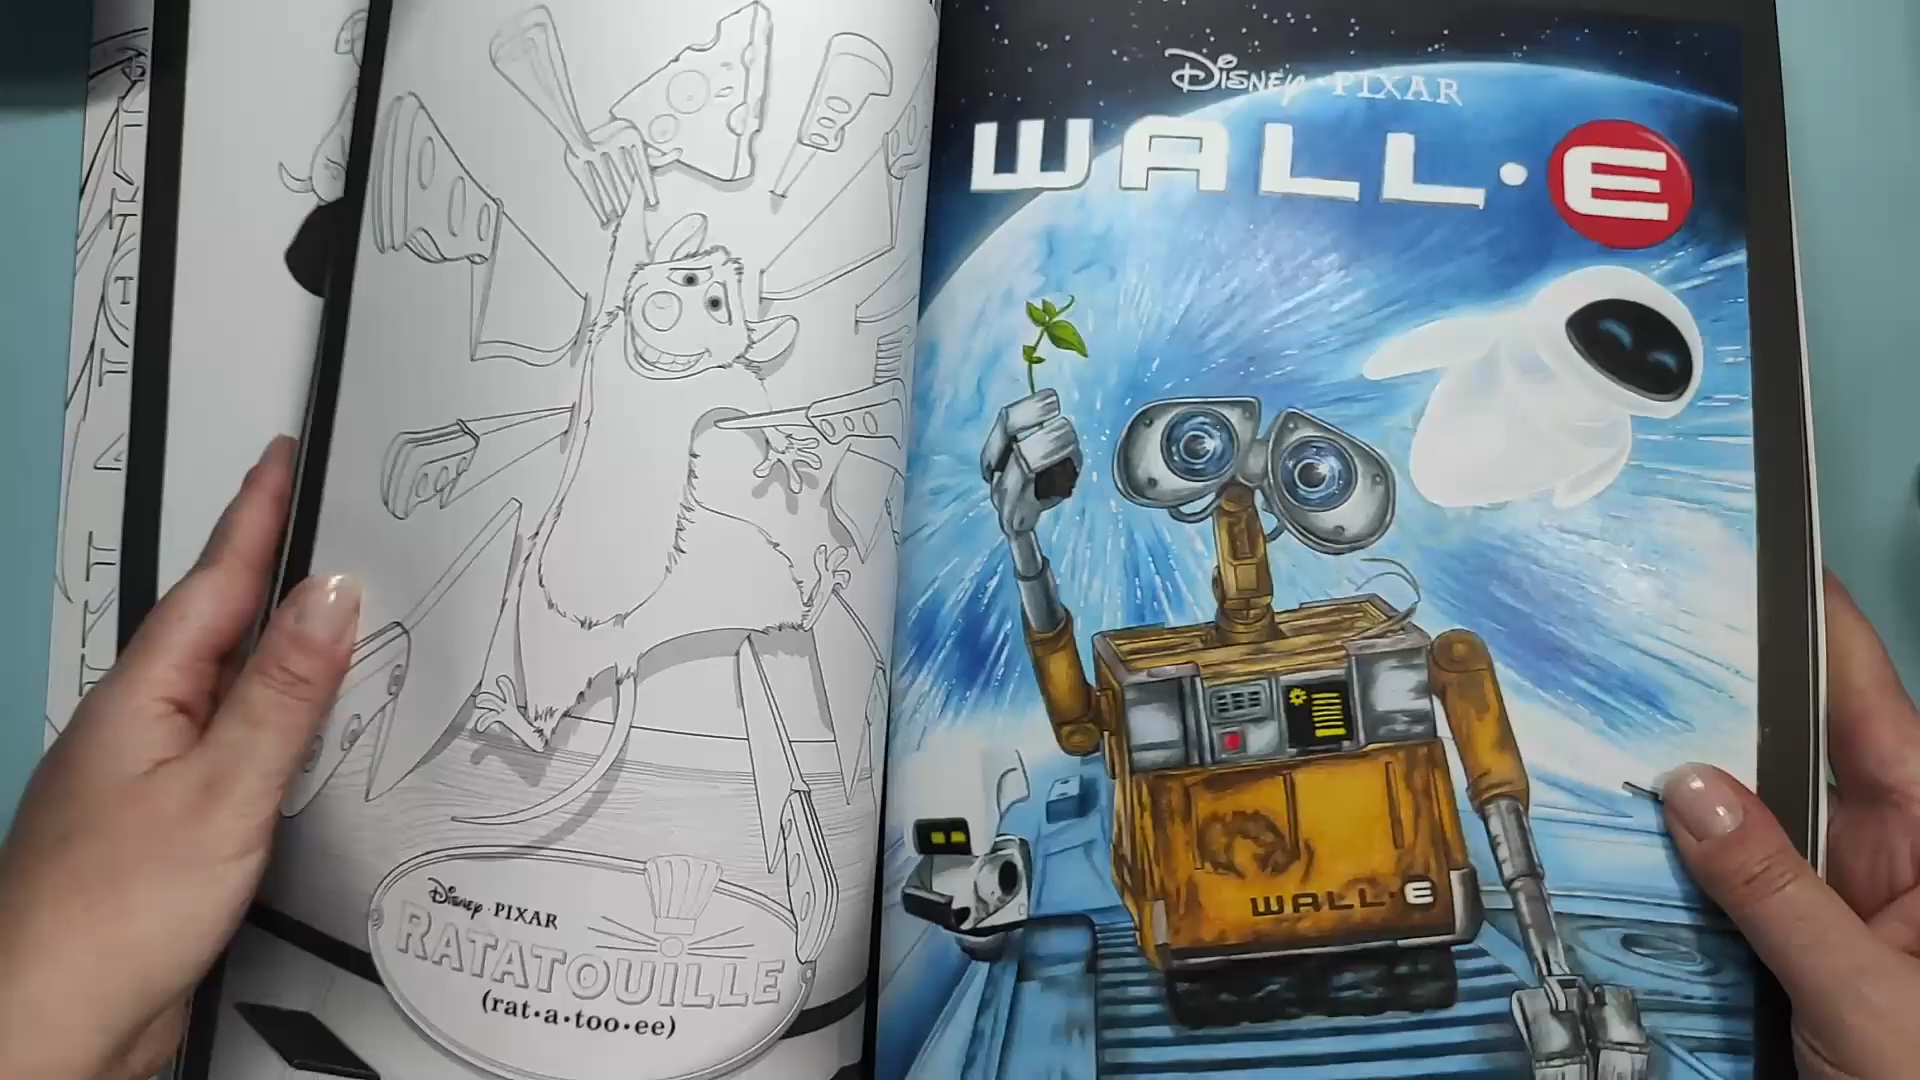 DISNEY · PIXAR
RATATOUILLE
(rat•a•too•ee)
DISNEY · PIXAR
WALL•E
WALL•E